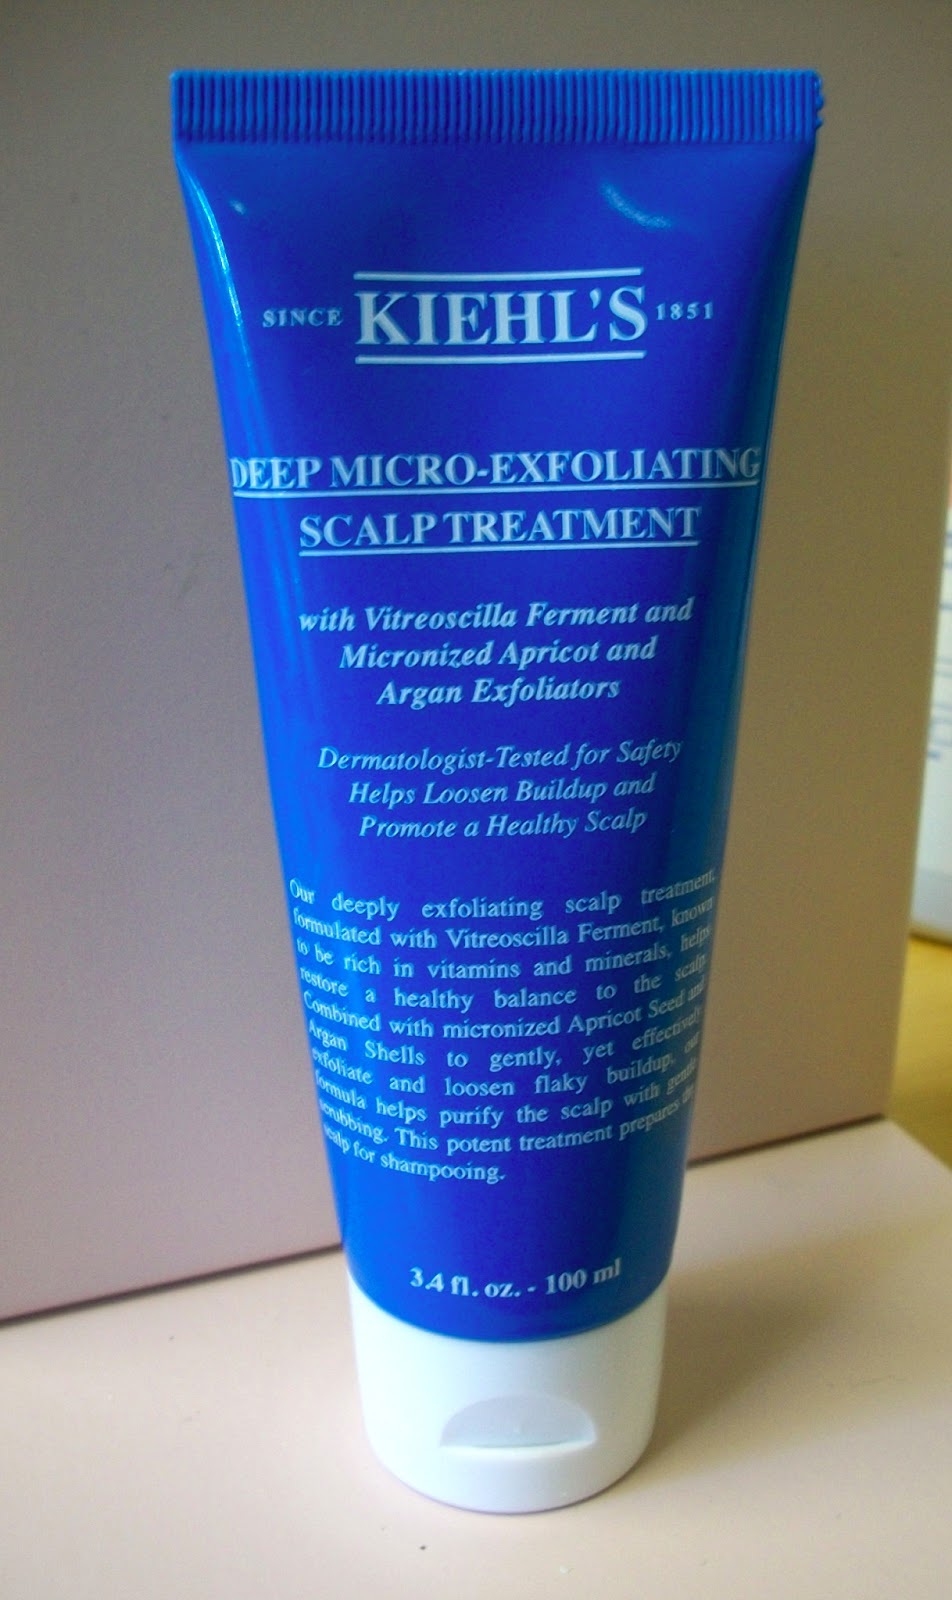 SINCE KIEHL'S 1851
DEEP MICRO-EXFOLIATING
SCALP TREATMENT
with Vitreoscilla Ferment and
Micronized Apricot and
Argan Exfoliators
Dermatologist-Tested for Safety
Helps Loosen Buildup and
Promote a Healthy Scalp
Our deeply exfoliating scalp treatment,
formulated with Vitreoscilla Ferment, known
to be rich in vitamins and minerals, helps
restore a healthy balance to the scalp.
Combined with micronized Apricot Seed and
Argan Shells to gently, yet effectively
exfoliate and loosen flaky buildup, our
formula helps purify the scalp with gentle
scrubbing. This potent treatment prepares the
scalp for shampooing.
3.4 fl. oz. - 100 ml